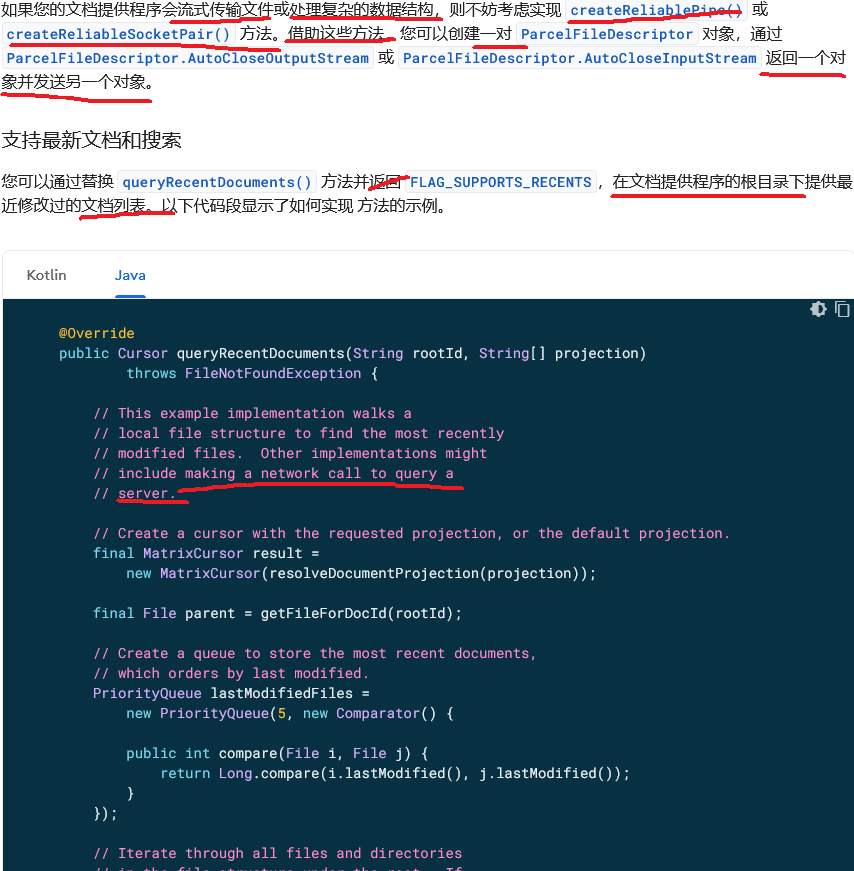 如果您的文档提供程序会流式传输文件或处理复杂的数据结构，则不妨考虑实现 createReliablePipe() 或
createReliableSocketPair() 方法。借助这些方法，您可以创建一对 ParcelFileDescriptor 对象，通过
ParcelFileDescriptor.AutoCloseOutputStream 或 ParcelFileDescriptor.AutoCloseInputStream 返回一个对
象并发送另一个对象。
支持最新文档和搜索
您可以通过替换 queryRecentDocuments() 方法并返回 FLAG_SUPPORTS_RECENTS，在文档提供程序的根目录下提供最
近修改过的文档列表。以下代码段显示了如何实现 方法的示例。
Kotlin Java
@Override
public Cursor queryRecentDocuments(String rootId, String[] projection)
throws FileNotFoundException {
// This example implementation walks a
// local file structure to find the most recently
// modified files.  Other implementations might
// include making a network call to query a
// server.
// Create a cursor with the requested projection, or the default projection.
final MatrixCursor result =
new MatrixCursor(resolveDocumentProjection(projection));
final File parent = getFileForDocId(rootId);
// Create a queue to store the most recent documents,
// which orders by last modified.
PriorityQueue lastModifiedFiles =
new PriorityQueue(5, new Comparator() {
public int compare(File i, File j) {
return Long.compare(i.lastModified(), j.lastModified());
}
});
// Iterate through all files and directories
// in the file structure under the root.  If